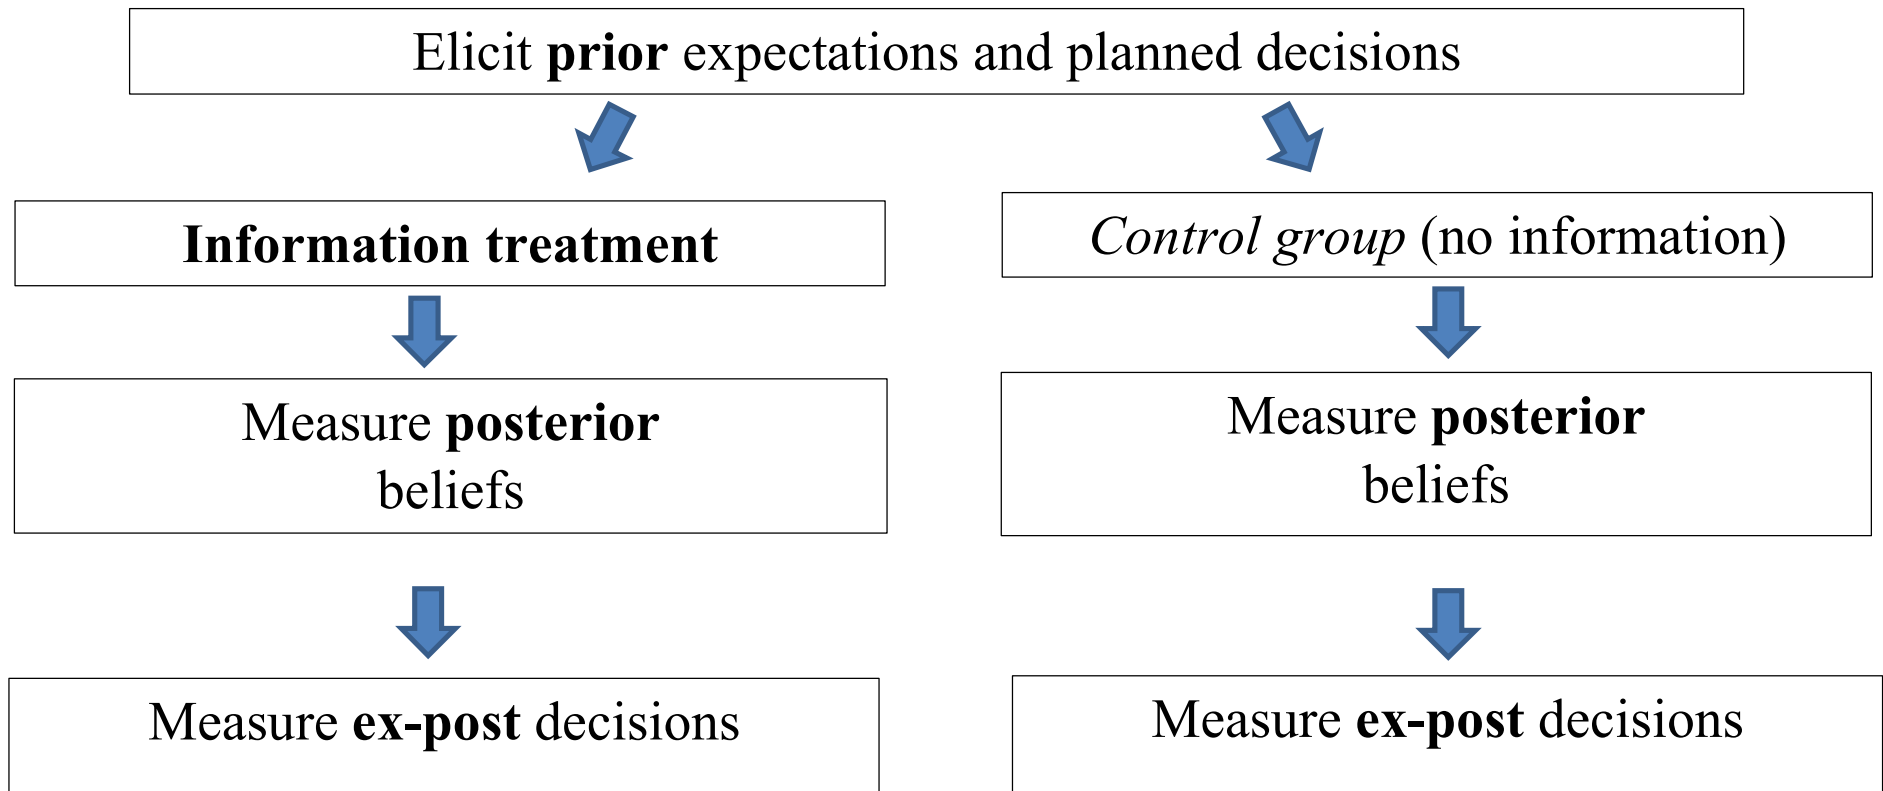 Elicit prior expectations and planned decisions
Information treatment
Control group (no information)
Measure posterior
beliefs
Measure posterior
beliefs
Measure ex-post decisions
Measure ex-post decisions